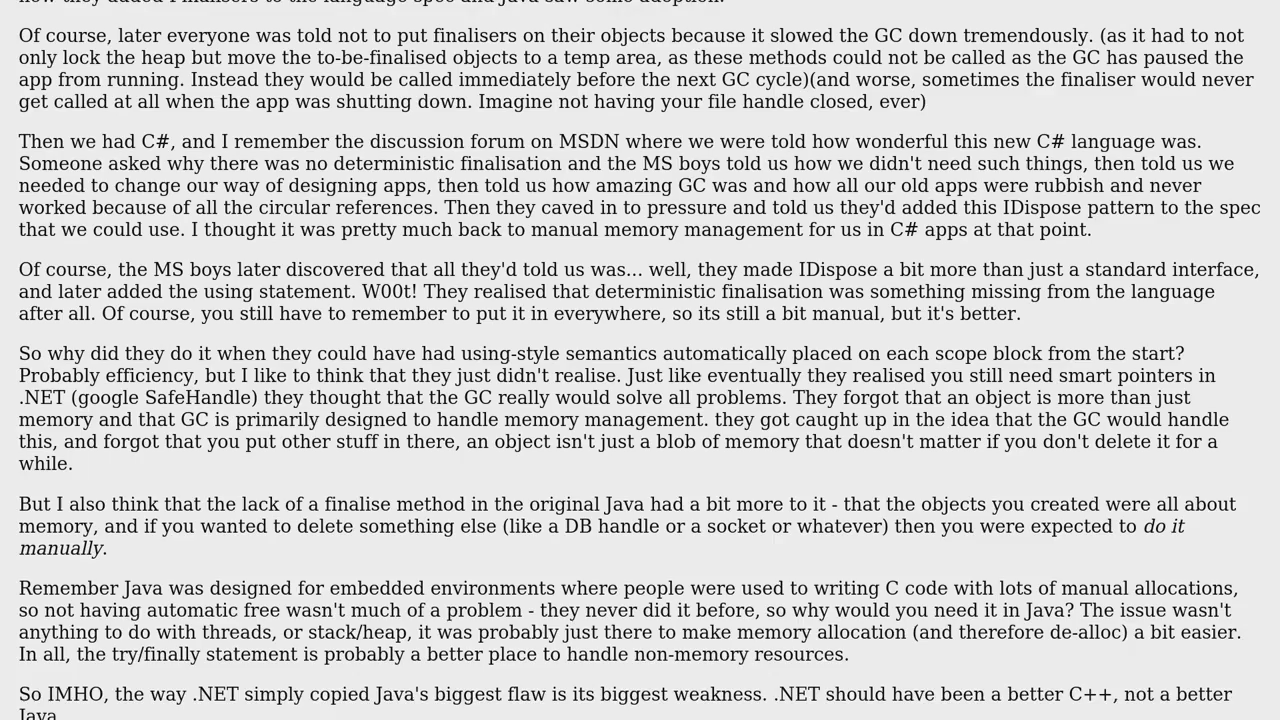 now they added Finalisers to the language spec and Java saw some adoption.
Of course, later everyone was told not to put finalisers on their objects because it slowed the GC down tremendously. (as it had to not
only lock the heap but move the to-be-finalised objects to a temp area, as these methods could not be called as the GC has paused the
app from running. Instead they would be called immediately before the next GC cycle)(and worse, sometimes the finaliser would never
get called at all when the app was shutting down. Imagine not having your file handle closed, ever)
Then we had C#, and I remember the discussion forum on MSDN where we were told how wonderful this new C# language was.
Someone asked why there was no deterministic finalisation and the MS boys told us how we didn't need such things, then told us we
needed to change our way of designing apps, then told us how amazing GC was and how all our old apps were rubbish and never
worked because of all the circular references. Then they caved in to pressure and told us they'd added this IDispose pattern to the spec
that we could use. I thought it was pretty much back to manual memory management for us in C# apps at that point.
Of course, the MS boys later discovered that all they'd told us was... well, they made IDispose a bit more than just a standard interface,
and later added the using statement. W00t! They realised that deterministic finalisation was something missing from the language
after all. Of course, you still have to remember to put it in everywhere, so its still a bit manual, but it's better.
So why did they do it when they could have had using-style semantics automatically placed on each scope block from the start?
Probably efficiency, but I like to think that they just didn't realise. Just like eventually they realised you still need smart pointers in
.NET (google SafeHandle) they thought that the GC really would solve all problems. They forgot that an object is more than just
memory and that GC is primarily designed to handle memory management. they got caught up in the idea that the GC would handle
this, and forgot that you put other stuff in there, an object isn't just a blob of memory that doesn't matter if you don't delete it for a
while.
But I also think that the lack of a finalise method in the original Java had a bit more to it - that the objects you created were all about
memory, and if you wanted to delete something else (like a DB handle or a socket or whatever) then you were expected to do it
manually.
Remember Java was designed for embedded environments where people were used to writing C code with lots of manual allocations,
so not having automatic free wasn't much of a problem - they never did it before, so why would you need it in Java? The issue wasn't
anything to do with threads, or stack/heap, it was probably just there to make memory allocation (and therefore de-alloc) a bit easier.
In all, the try/finally statement is probably a better place to handle non-memory resources.
So IMHO, the way .NET simply copied Java's biggest flaw is its biggest weakness. .NET should have been a better C++, not a better
Java.